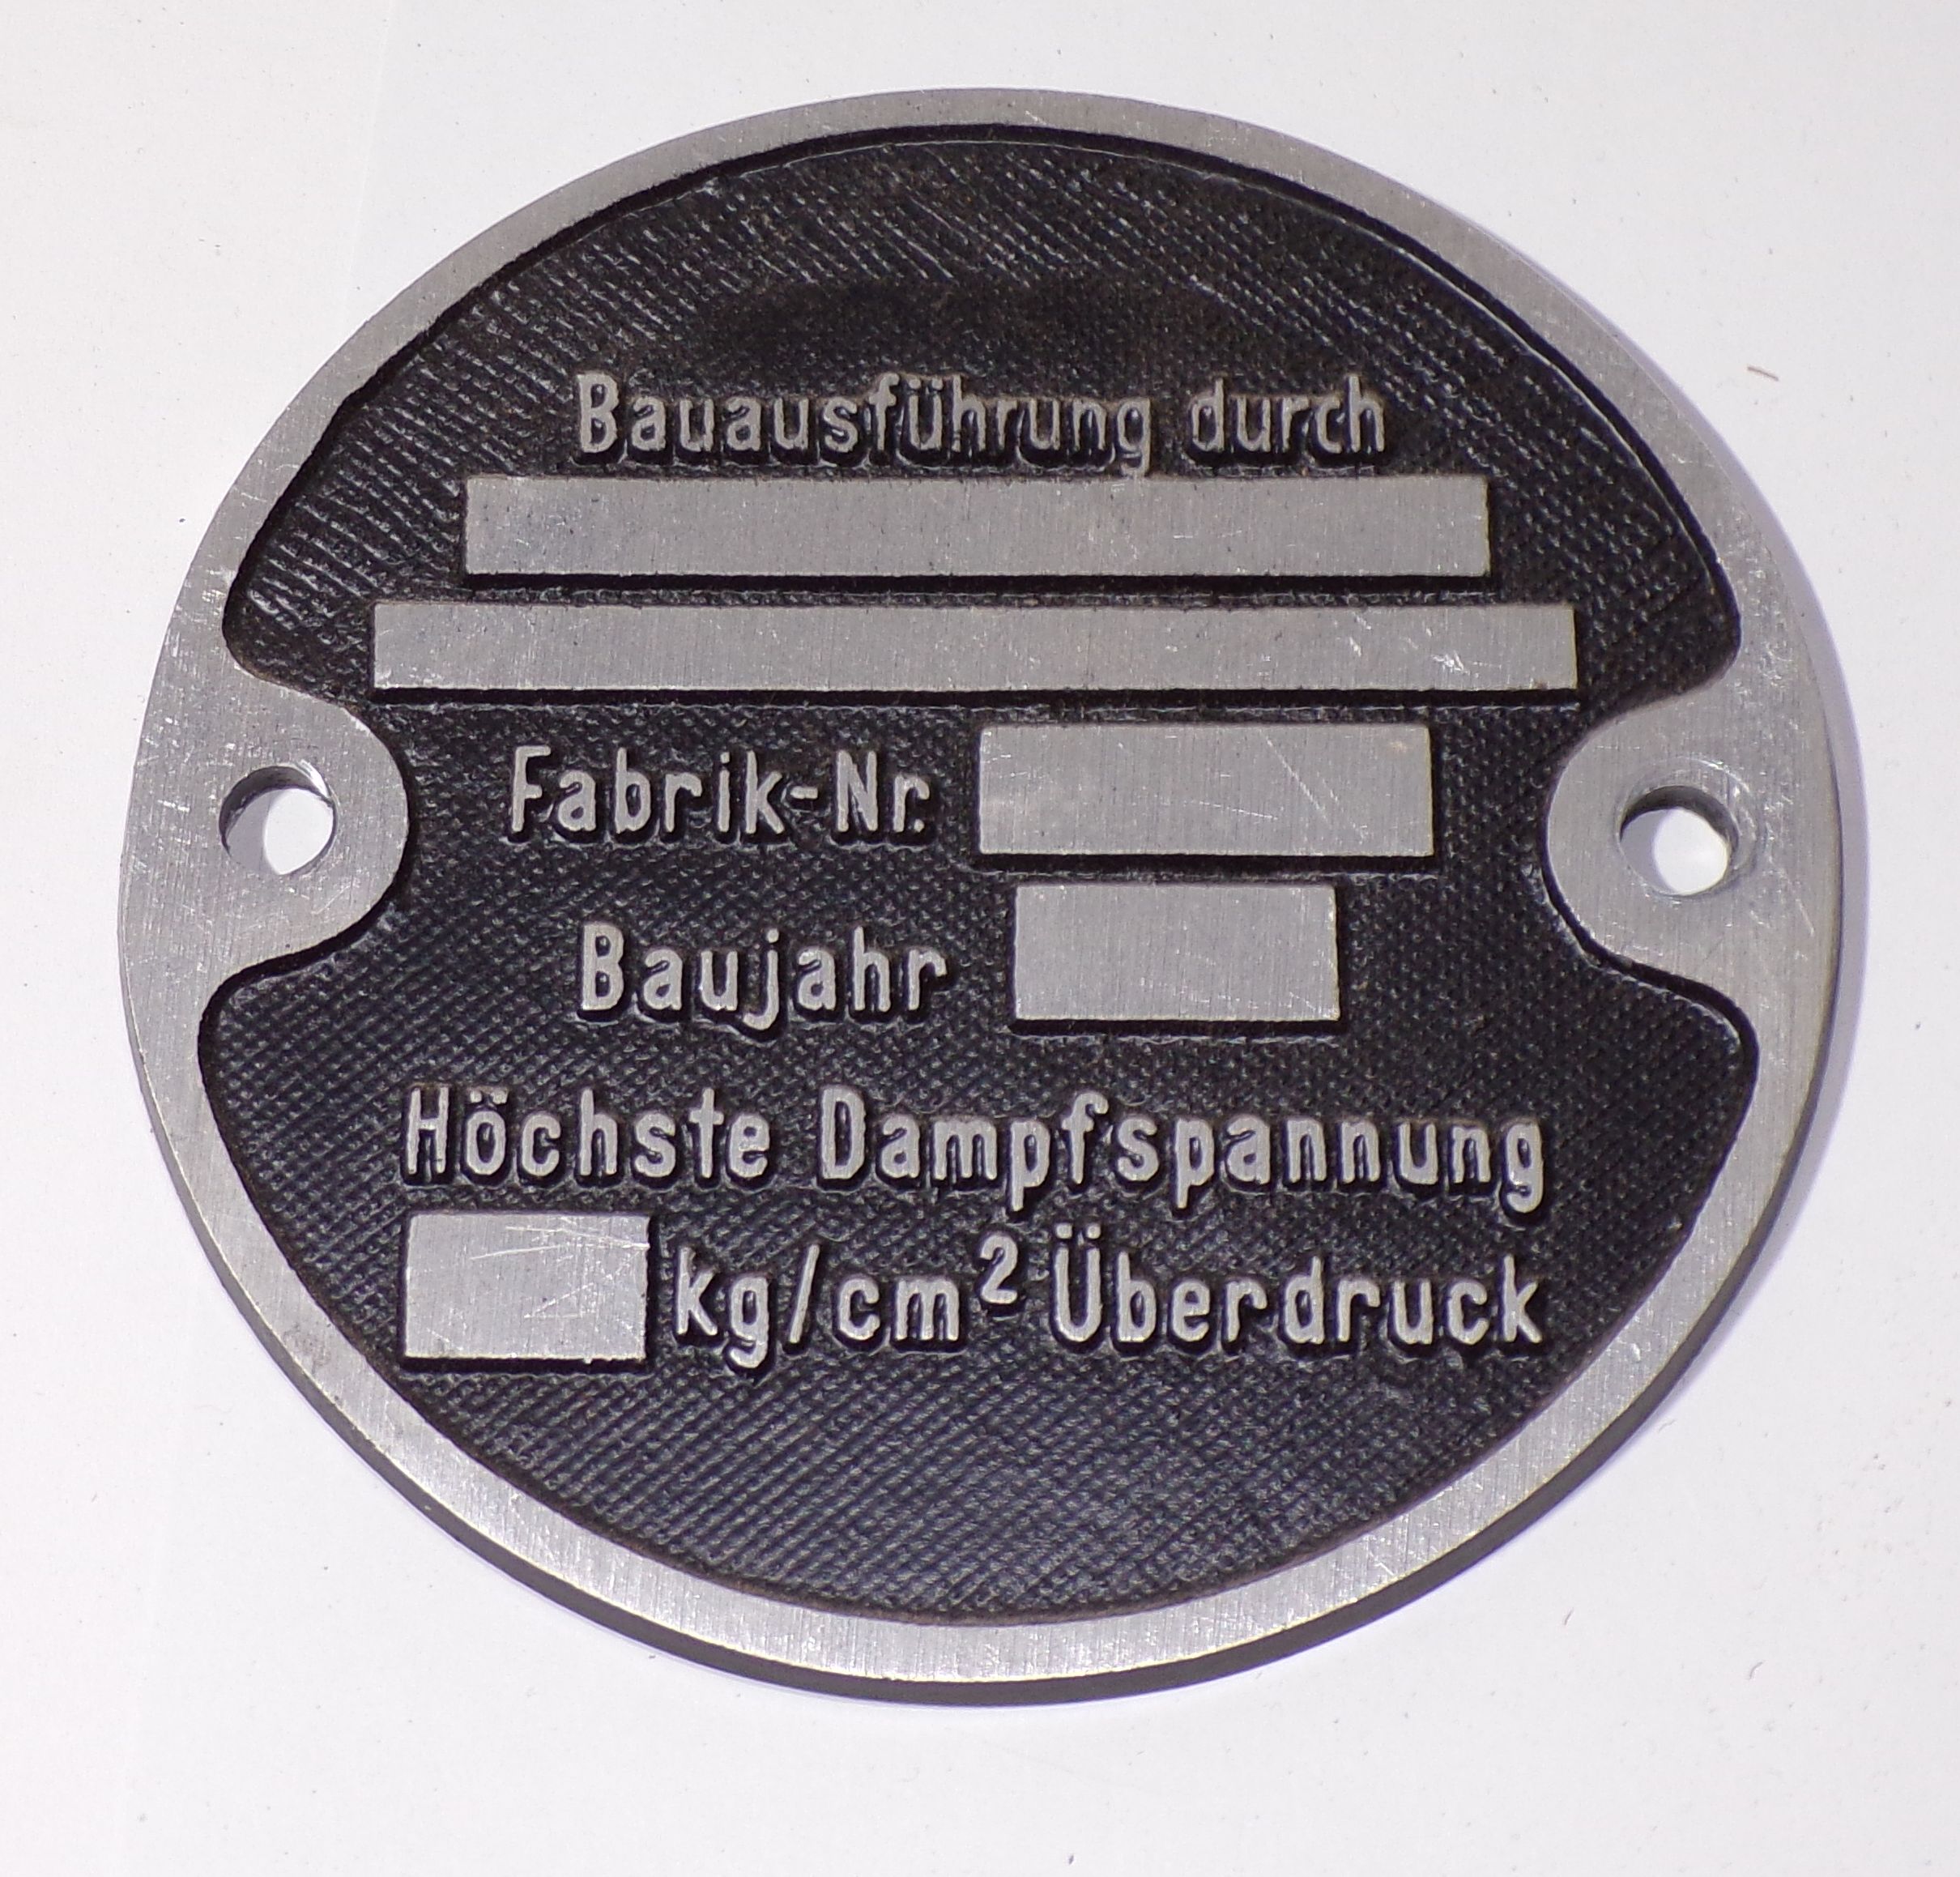 Bauausführung durch
Fabrik-Nr.
Baujahr
Höchste Dampfspannung
kg/cm² Überdruck